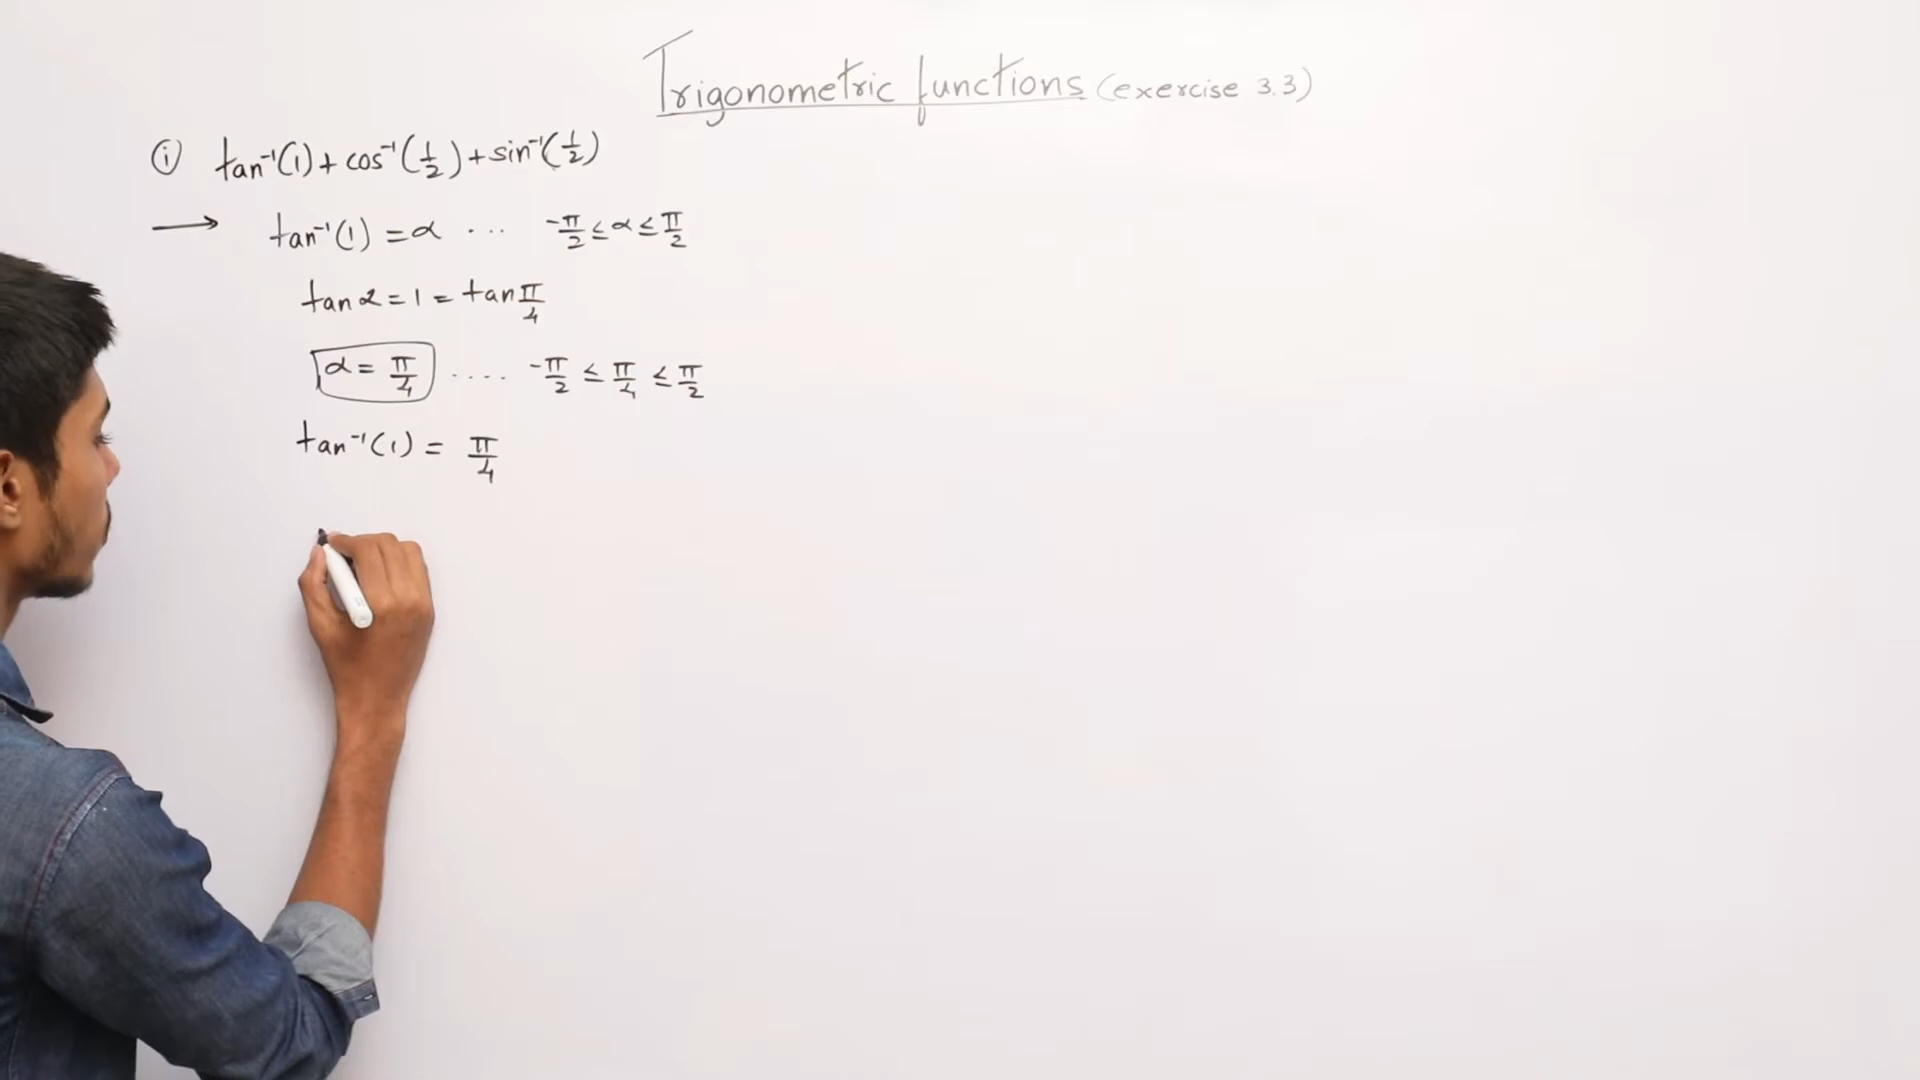 Trigonometric functions (exercise 3.3)
① tan⁻¹(1) + cos⁻¹(1/2) + sin⁻¹(1/2)
→ tan⁻¹(1) = α ... -π/2 ≤ α ≤ π/2
tan α = 1 = tan π/4
α = π/4 .... -π/2 ≤ π/4 ≤ π/2
tan⁻¹(1) = π/4